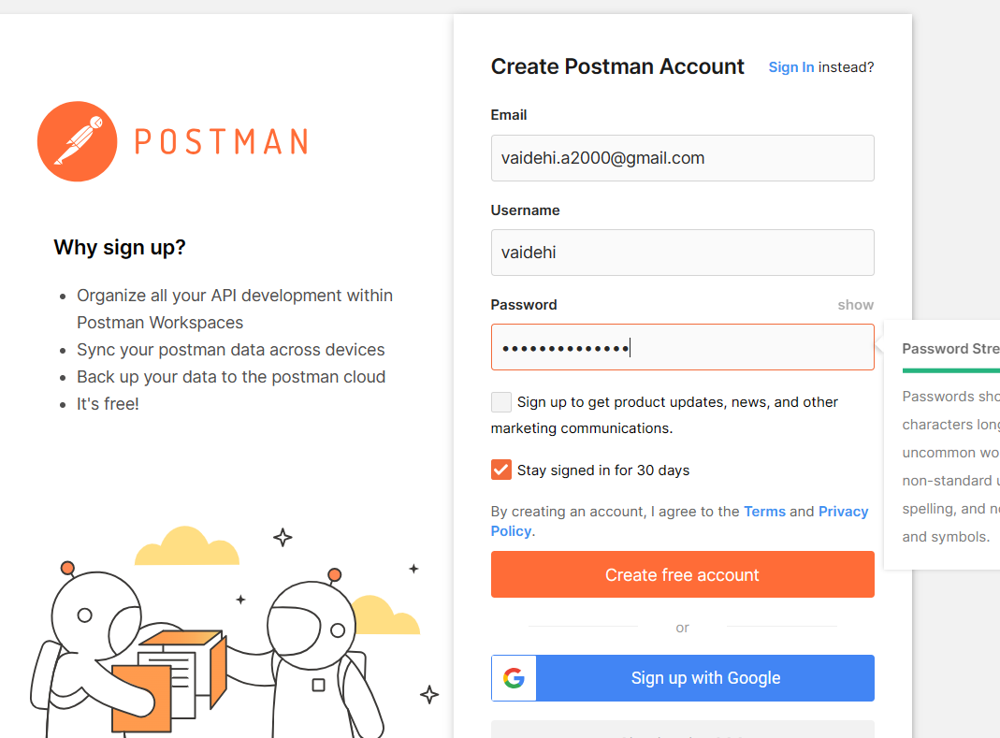 POSTMAN
Why sign up?
Organize all your API development within
Postman Workspaces
Sync your postman data across devices
Back up your data to the postman cloud
It's free!
Create Postman Account
Sign In instead?
Email
vaidehi.a2000@gmail.com
Username
vaidehi
Password
show
••••••••••••••
Sign up to get product updates, news, and other
marketing communications.
Stay signed in for 30 days
By creating an account, I agree to the Terms and Privacy
Policy.
Create free account
or
Sign up with Google
Password Stre
Passwords sho
characters long
uncommon wo
non-standard u
spelling, and n
and symbols.